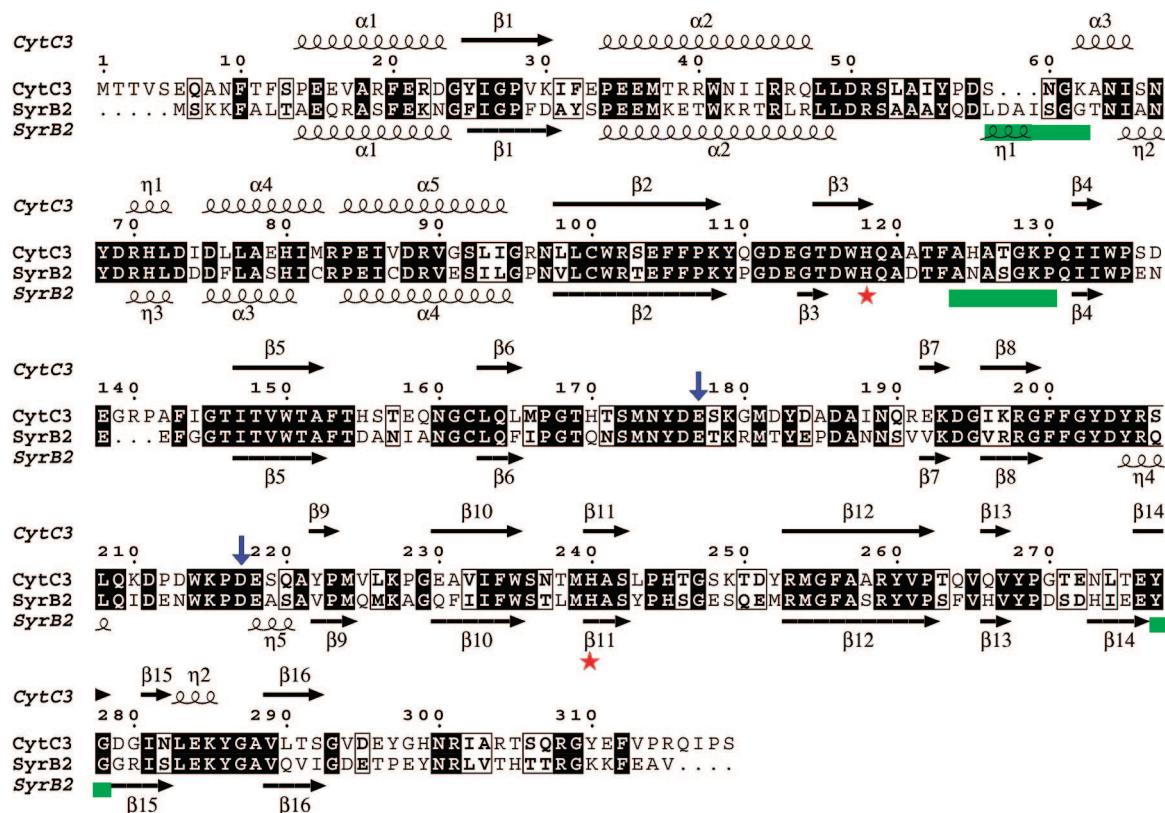 α1 β1 α2 α3
CytC3
1 10 20 30 40 50 60
CytC3 MTTVSEQANFTFSPEEVARFERDGYIGPVKIFEPEEMTRRWNIIRRQLLDRSLAIYPDS...NGKANISN
SyrB2 .....MSKKFALTAEQRASFEKNGFIGPFDAYSPEEMKETWKRTRLRLLDRSAAAYQDLDAISGGTNIAN
SyrB2
α1 β1 α2 η1 η2
η1 α4 α5 β2 β3 β4
CytC3
70 80 90 100 110 120 130
CytC3 YDRHLDIDLLAEHIMRPEIVDRVGSLIGRNLLCWRSEFFPKYQGDEGTDWHQAATFAHATGKPQIIWPSD
SyrB2 YDRHLDDDFLASHICRPEICDRVESILGPNVLCWRTEFFPKYPGDEGTDWHQADTFANASGKPQIIWPEN
SyrB2
η3 α3 α4 β2 β3 β4
β5 β6 β7 β8
CytC3
140 150 160 170 180 190 200
CytC3 EGRPAFIGTITVWTAFTHSTEQNGCLQLMPGTHTSMNYDESKGMDYDADAINQREKDGIKRGFFGYDYRS
SyrB2 E...EFGGTITVWTAFTDANIANGCLQFIPGTQNSMNYDETKRMTYEPDANNSVVKDGVRRGFFGYDYRQ
SyrB2
β5 β6 β7 β8 η4
β9 β10 β11 β12 β13 β14
CytC3
210 220 230 240 250 260 270
CytC3 LQKDPDWKPDESQAYPMVLKPGEAVIFWSNTMHASLPHTGSKTDYRMGFAARYVPTQVQVYPGTENLTEY
SyrB2 LQIDENWKPDEASAVPMQMKAGQFIIFWSTLMHASYPHSGESQEMRMGFASRYVPSFVHVYPDSDHIEEY
SyrB2
η5 β9 β10 β11 β12 β13 β14
β15 η2 β16
CytC3
280 290 300 310
CytC3 GDGINLEKYGAVLTSGVDEYGHNRIARTSQRGYEFVPRQIPS
SyrB2 GGRISLEKYGAVQVIGDETPEYNRLVTHTTRGKKFEAV....
SyrB2
β15 β16